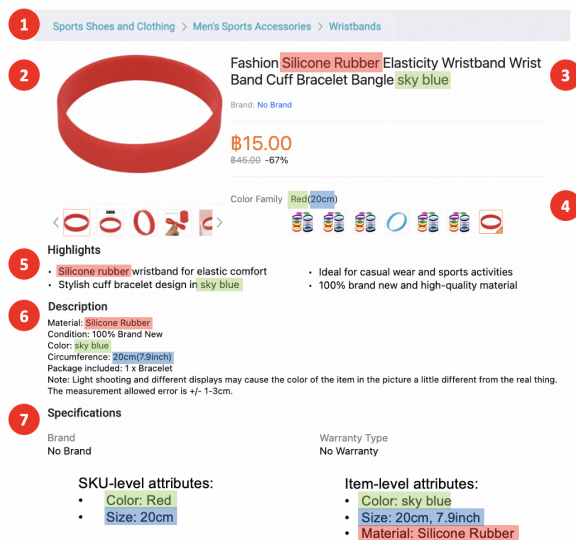 1 Sports Shoes and Clothing > Men's Sports Accessories > Wristbands
2
Fashion Silicone Rubber Elasticity Wristband Wrist
Band Cuff Bracelet Bangle sky blue
3
Brand: No Brand
฿15.00
฿45.00 -67%
Color Family Red(20cm)
4
5
Highlights
• Silicone rubber wristband for elastic comfort
• Stylish cuff bracelet design in sky blue
• Ideal for casual wear and sports activities
• 100% brand new and high-quality material
6
Description
Material: Silicone Rubber
Condition: 100% Brand New
Color: sky blue
Circumference: 20cm(7.9inch)
Package included: 1 x Bracelet
Note: Light shooting and different displays may cause the color of the item in the picture a little different from the real thing.
The measurement allowed error is +/- 1-3cm.
7
Specifications
Brand
No Brand
Warranty Type
No Warranty
SKU-level attributes:
• Color: Red
• Size: 20cm
Item-level attributes:
• Color: sky blue
• Size: 20cm, 7.9inch
• Material: Silicone Rubber